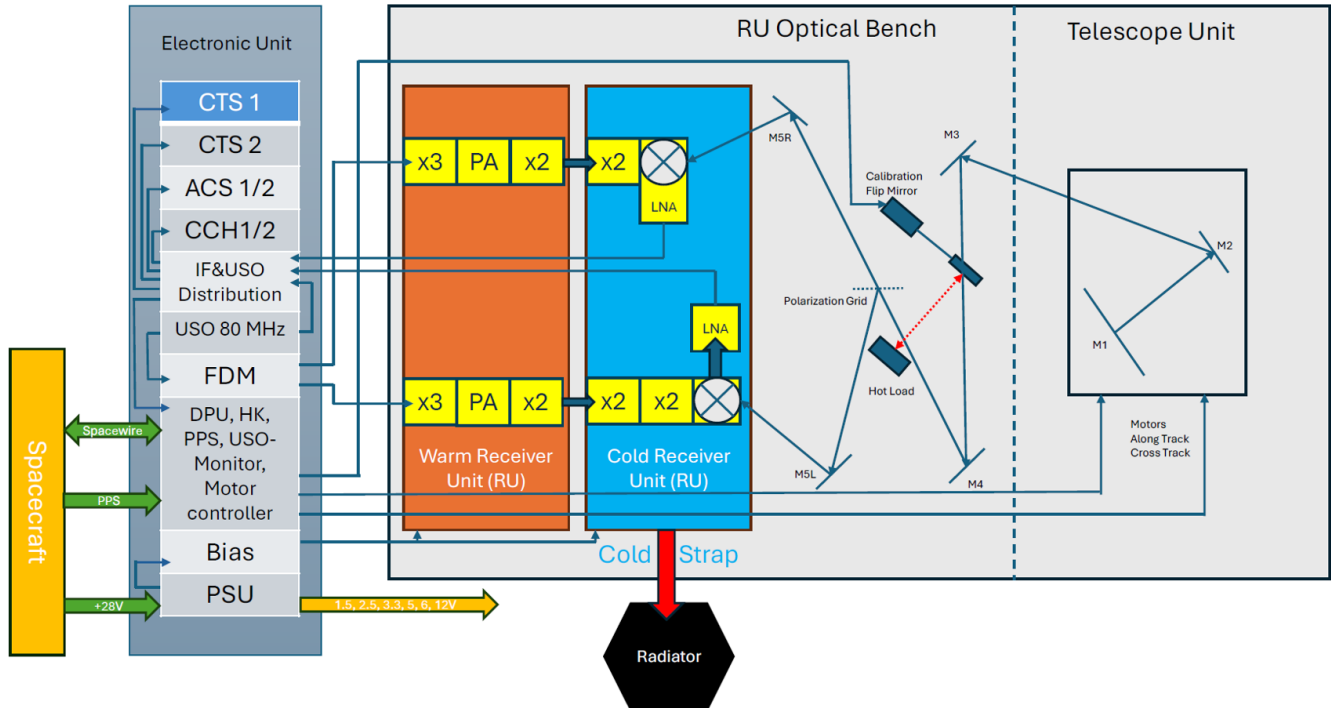 Electronic Unit
CTS 1
CTS 2
ACS 1/2
CCH1/2
IF&USO
Distribution
USO 80 MHz
FDM
DPU, HK,
PPS, USO-
Monitor,
Motor
controller
Bias
PSU
Spacecraft
Spacewire
PPS
+28V
1.5, 2.5, 3.3, 5, 6, 12V
RU Optical Bench
Telescope Unit
x3
PA
x2
x2
LNA
x3
PA
x2
x2
x2
LNA
Warm Receiver
Unit (RU)
Cold Receiver
Unit (RU)
Cold Strap
Radiator
M5R
M3
Calibration
Flip Mirror
Polarization Grid
Hot Load
M5L
M4
M2
M1
Motors
Along Track
Cross Track